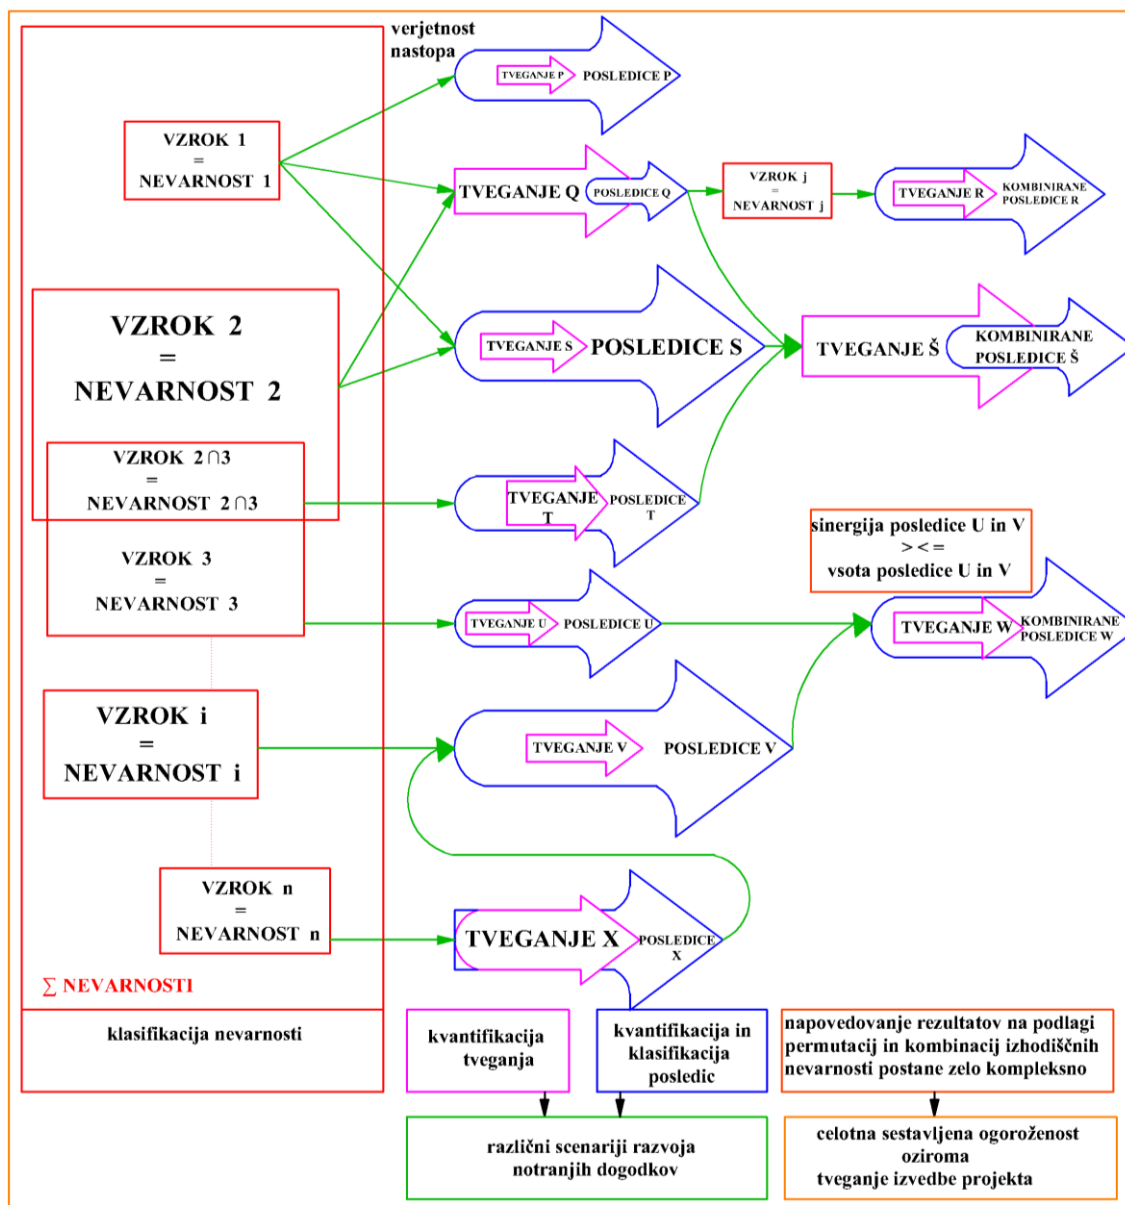 verjetnost
nastopa
TVEGANJE P
POSLEDICE P
VZROK 1
=
NEVARNOST 1
TVEGANJE Q
POSLEDICE Q
VZROK j
=
NEVARNOST j
TVEGANJE R
KOMBINIRANE
POSLEDICE R
VZROK 2
=
NEVARNOST 2
TVEGANJE S
POSLEDICE S
TVEGANJE Š
KOMBINIRANE
POSLEDICE Š
VZROK 2∩3
=
NEVARNOST 2∩3
TVEGANJE
T
POSLEDICE
T
sinergija posledice U in V
> < =
vsota posledice U in V
VZROK 3
=
NEVARNOST 3
TVEGANJE U
POSLEDICE U
TVEGANJE W
KOMBINIRANE
POSLEDICE W
VZROK i
=
NEVARNOST i
TVEGANJE V
POSLEDICE V
VZROK n
=
NEVARNOST n
TVEGANJE X
POSLEDICE
X
∑ NEVARNOSTI
klasifikacija nevarnosti
kvantifikacija
tveganja
kvantifikacija in
klasifikacija
posledic
napovedovanje rezultatov na podlagi
permutacij in kombinacij izhodiščnih
nevarnosti postane zelo kompleksno
različni scenariji razvoja
notranjih dogodkov
celotna sestavljena ogoroženost
oziroma
tveganje izvedbe projekta